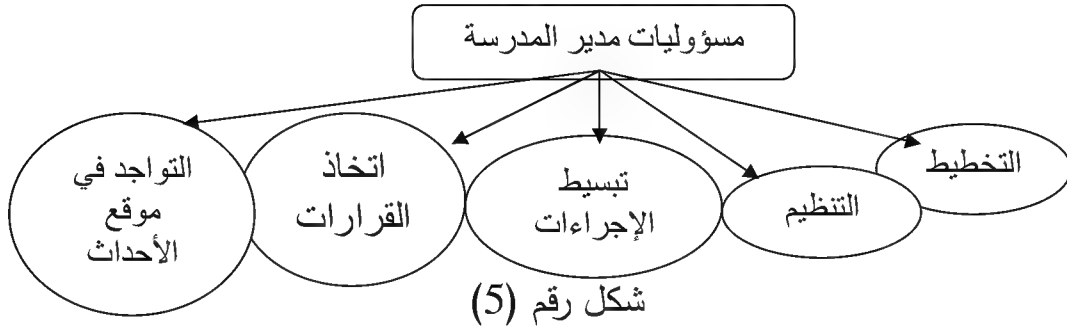 مسؤوليات مدير المدرسة
التخطيط
التنظيم
تبسيط
الإجراءات
اتخاذ
القرارات
التواجد في
موقع
الأحداث
شكل رقم (5)